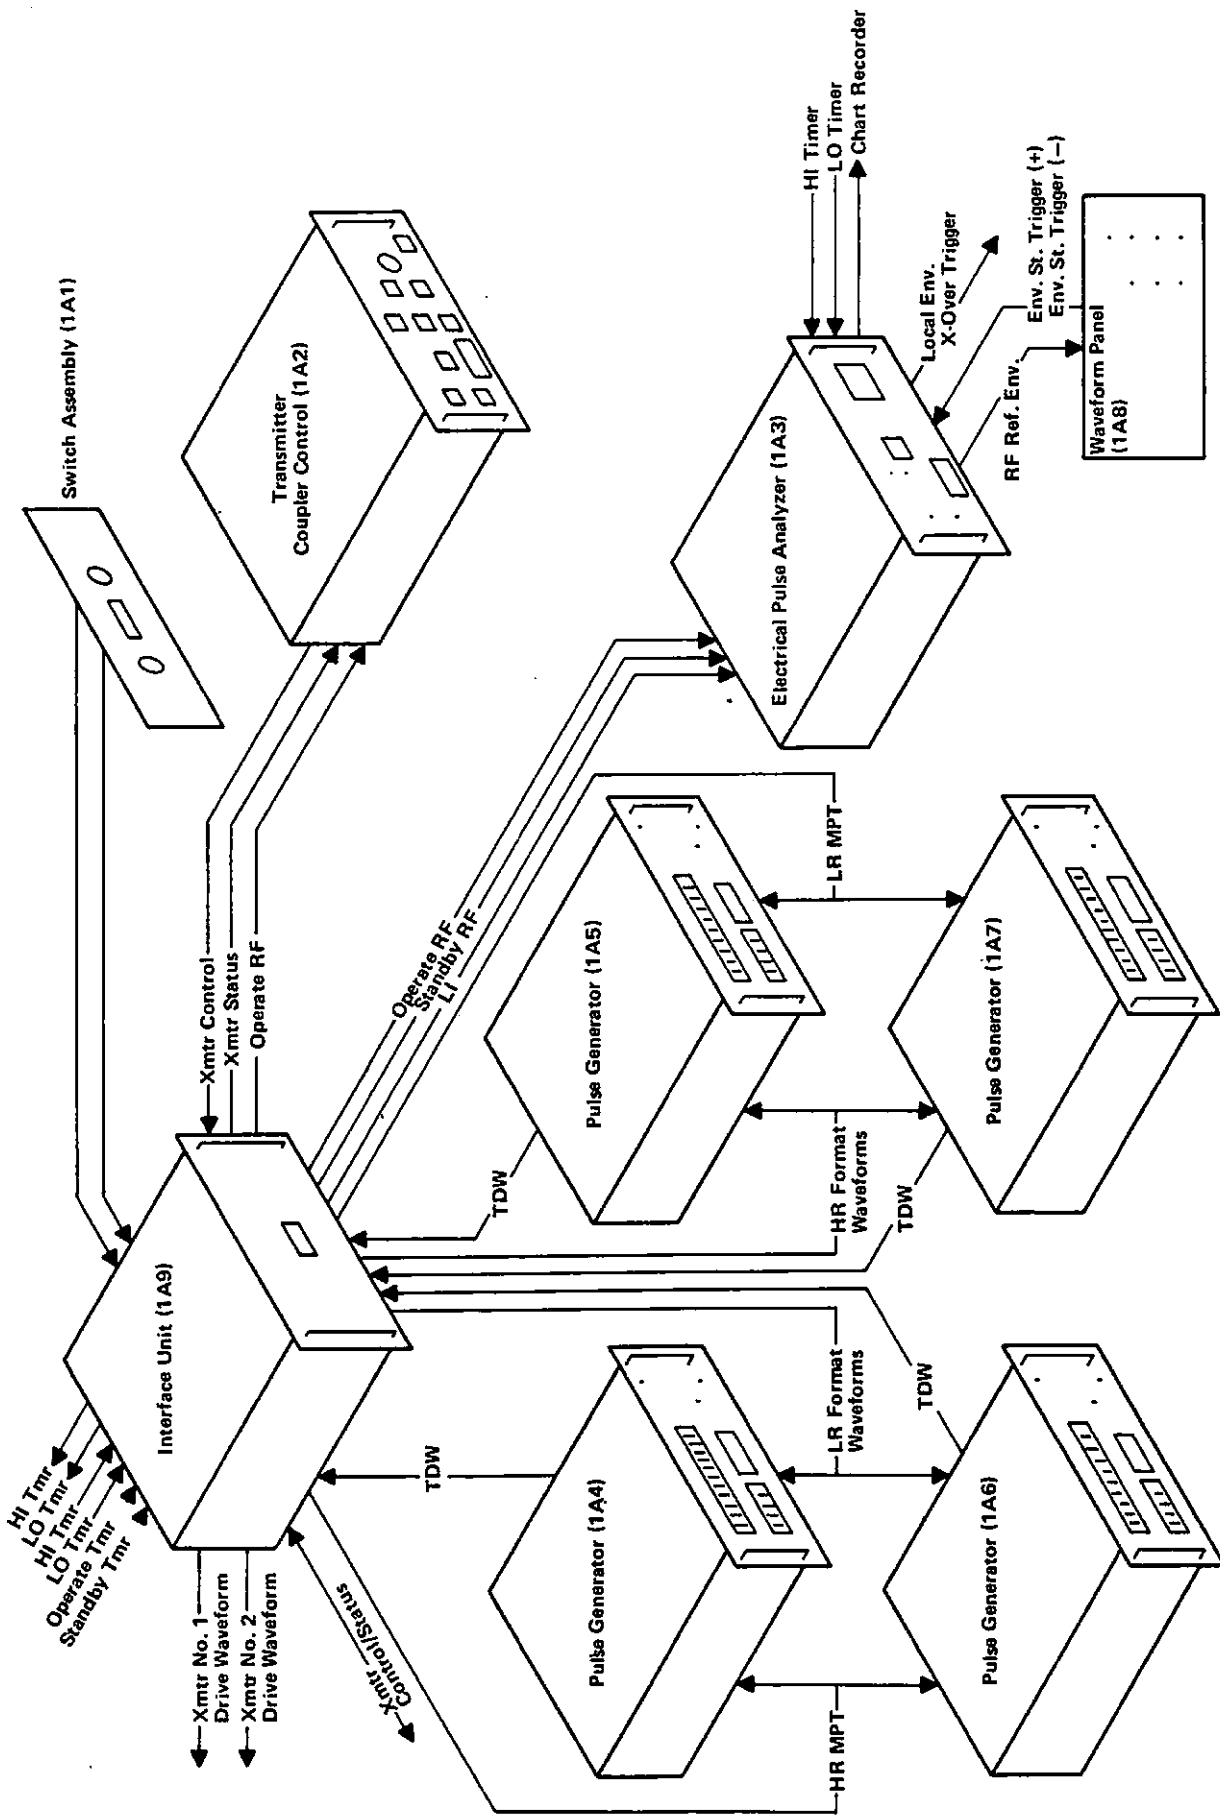 Switch Assembly (1A1)
Transmitter
Coupler Control (1A2)
Xmtr Control
Xmtr Status
Operate RF
Interface Unit (1A9)
HI Tmr
LO Tmr
HI Tmr
LO Tmr
Operate Tmr
Standby Tmr
Xmtr No. 1
Drive Waveform
Xmtr No. 2
Drive Waveform
Xmtr
Control/Status
Operate RF
Standby RF
LI
Electrical Pulse Analyzer (1A3)
HI Timer
LO Timer
Chart Recorder
Local Env.
X-Over Trigger
Env. St. Trigger (+)
Env. St. Trigger (−)
RF Ref. Env.
Waveform Panel
(1A8)
TDW
Pulse Generator (1A4)
TDW
Pulse Generator (1A5)
HR MPT
LR Format
Waveforms
TDW
HR Format
Waveforms
TDW
LR MPT
Pulse Generator (1A6)
Pulse Generator (1A7)